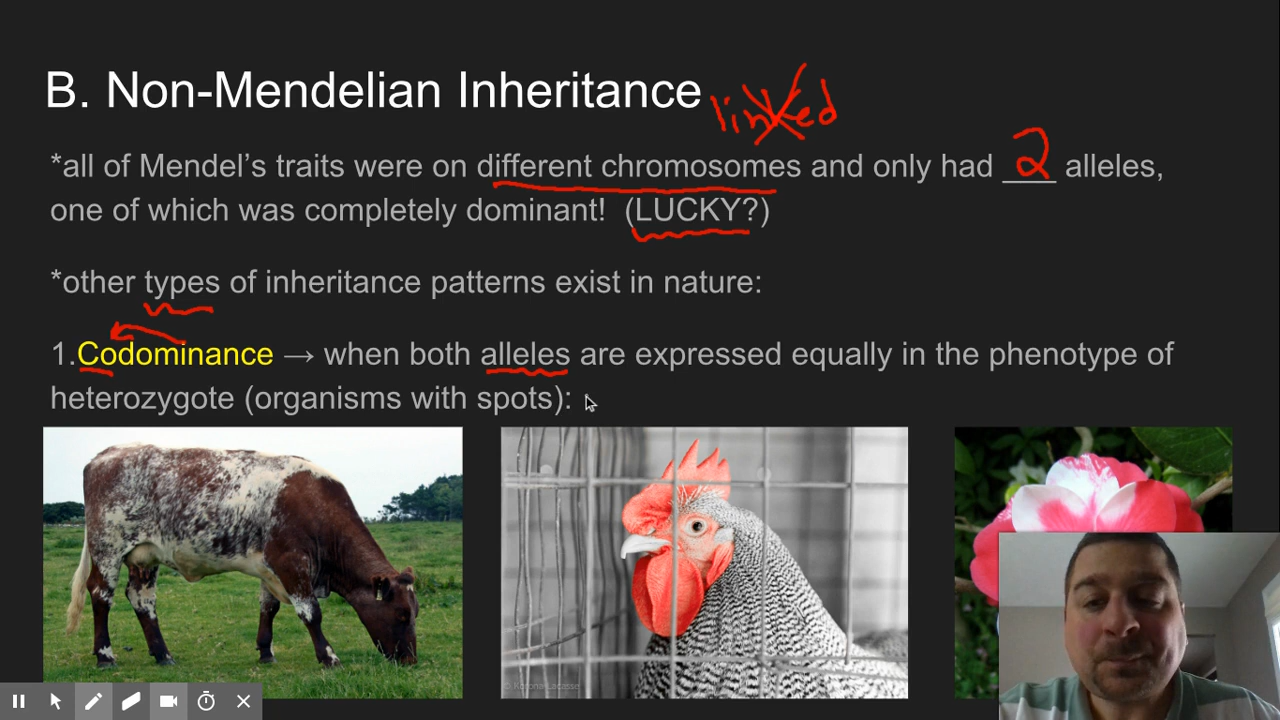 B. Non-Mendelian Inheritance
linked
*all of Mendel's traits were on different chromosomes and only had 2 alleles,
one of which was completely dominant! (LUCKY?)
*other types of inheritance patterns exist in nature:
1.Codominance → when both alleles are expressed equally in the phenotype of
heterozygote (organisms with spots):